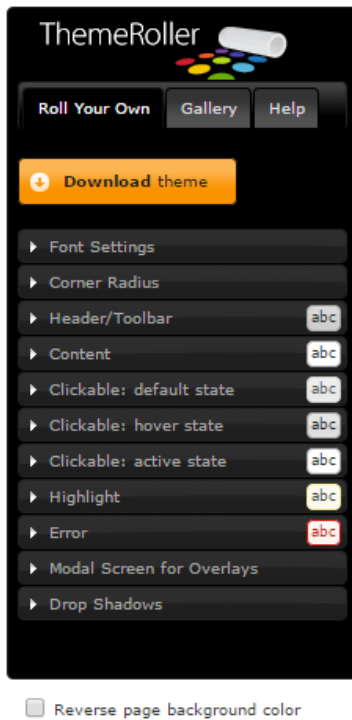 ThemeRoller
Roll Your Own Gallery Help
Download theme
Font Settings
Corner Radius
Header/Toolbar abc
Content abc
Clickable: default state abc
Clickable: hover state abc
Clickable: active state abc
Highlight abc
Error abc
Modal Screen for Overlays
Drop Shadows
Reverse page background color